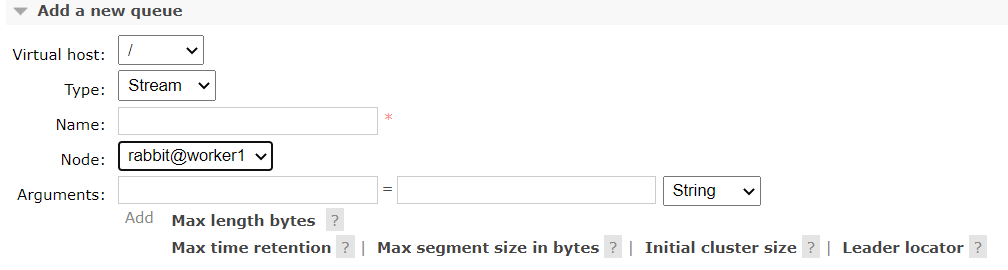 Add a new queue
Virtual host: /
Type: Stream
Name: *
Node: rabbit@worker1
Arguments: = String
Add Max length bytes ?
Max time retention ? | Max segment size in bytes ? | Initial cluster size ? | Leader locator ?